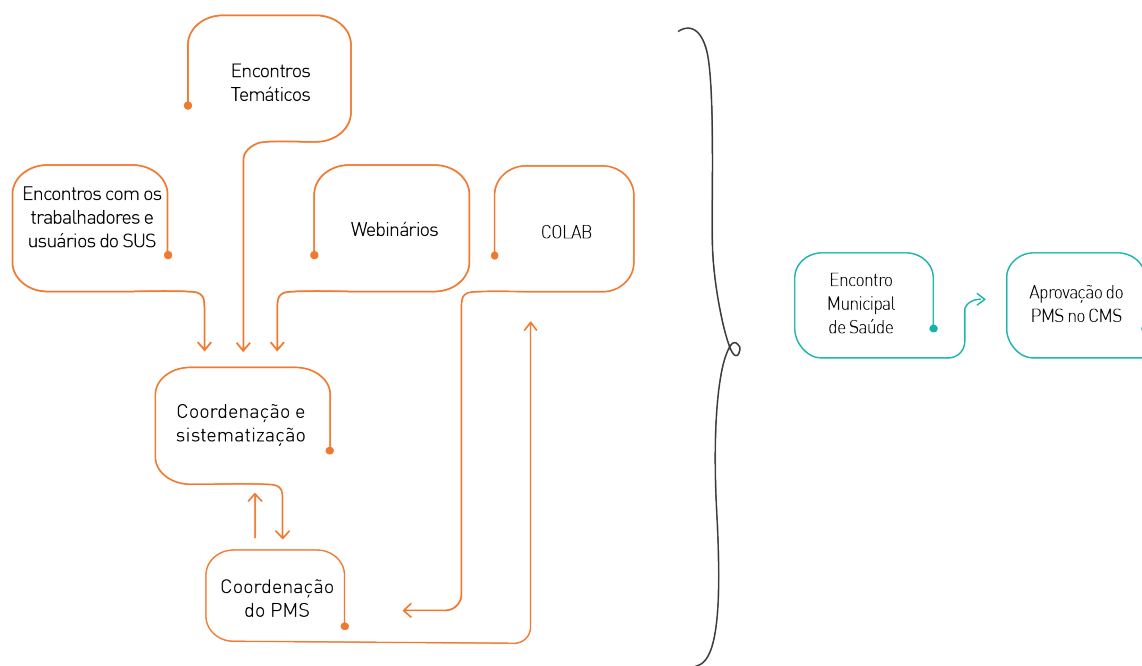 Encontros
Temáticos
Encontros com os
trabalhadores e
usuários do SUS
Webinários
COLAB
Coordenação e
sistematização
Coordenação
do PMS
Encontro
Municipal
de Saúde
Aprovação do
PMS no CMS